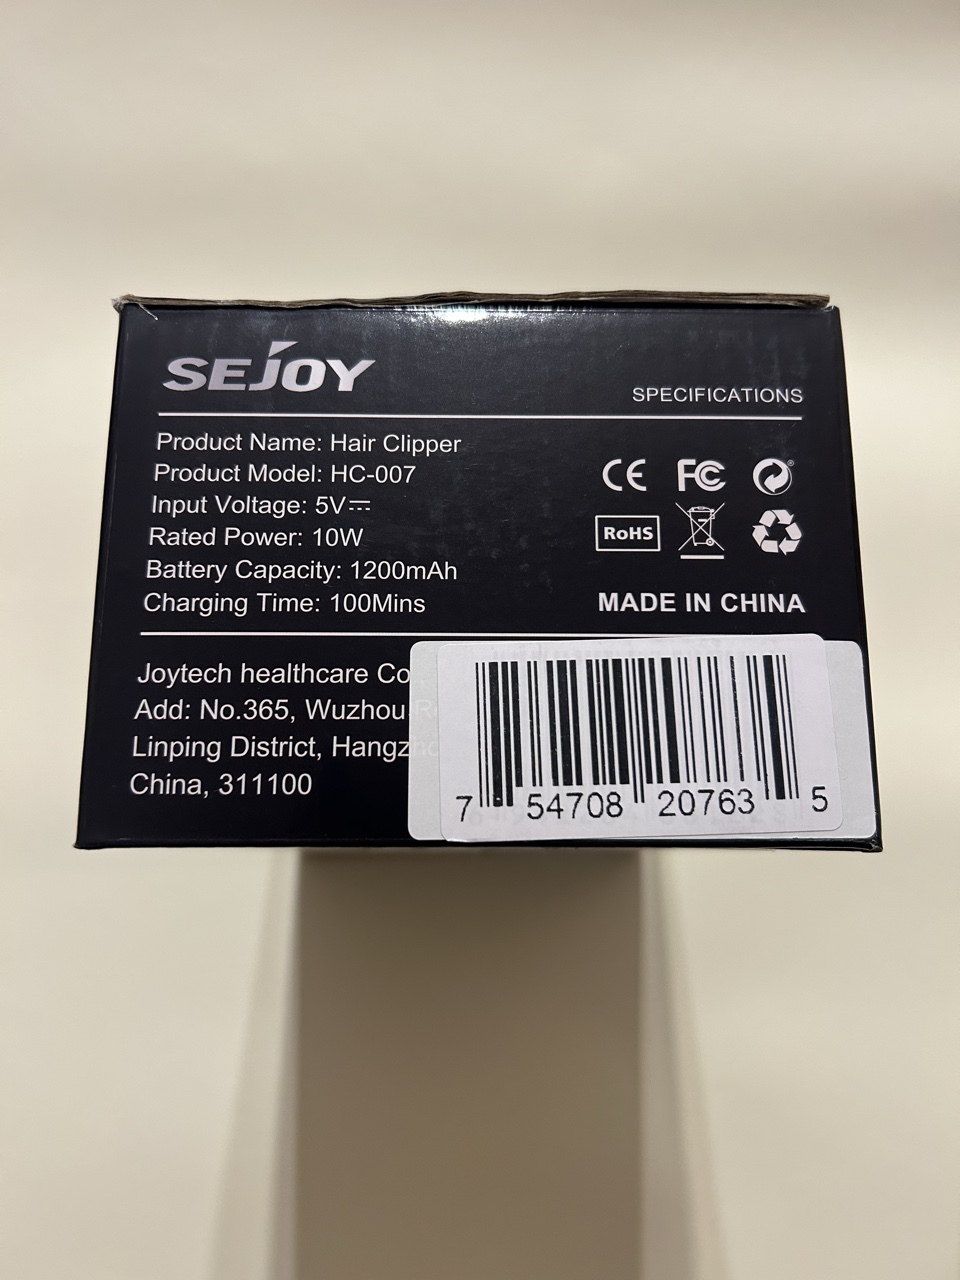 SEJOY
SPECIFICATIONS
Product Name: Hair Clipper
Product Model: HC-007
Input Voltage: 5V⎓
Rated Power: 10W
Battery Capacity: 1200mAh
Charging Time: 100Mins
CE FC
RoHS
MADE IN CHINA
Joytech healthcare Co
Add: No.365, Wuzhou
Linping District,
China, 311100
7 54708 20763 5